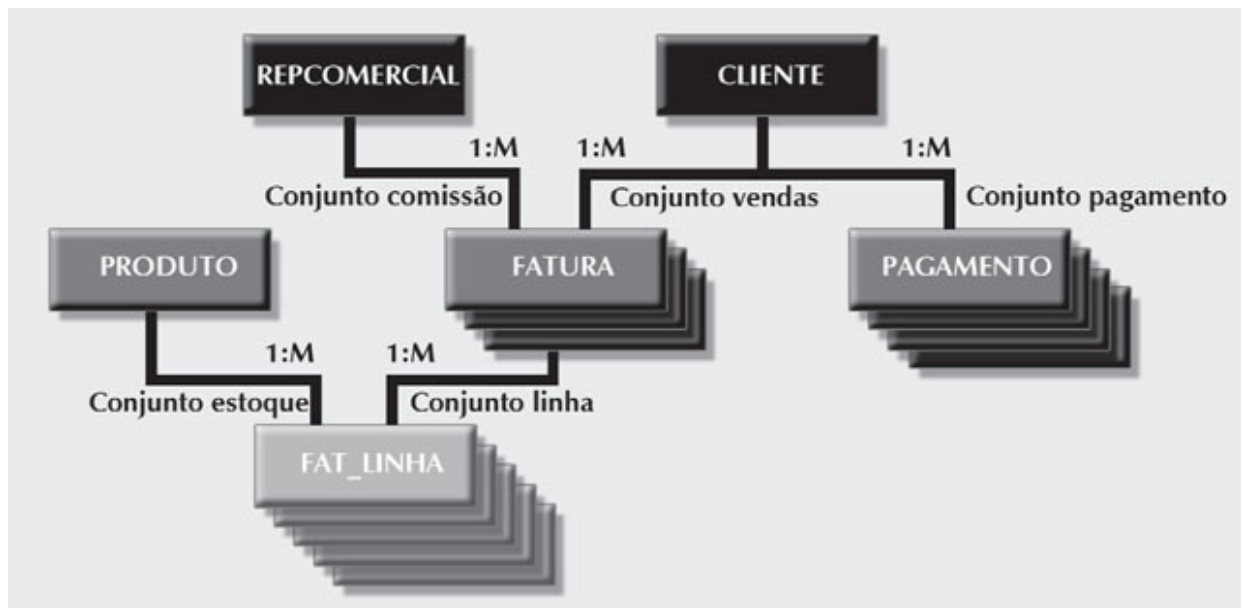 REPCOMERCIAL
CLIENTE
1:M
1:M
1:M
Conjunto comissão
Conjunto vendas
Conjunto pagamento
PRODUTO
FATURA
PAGAMENTO
1:M
1:M
Conjunto estoque
Conjunto linha
FAT_LINHA